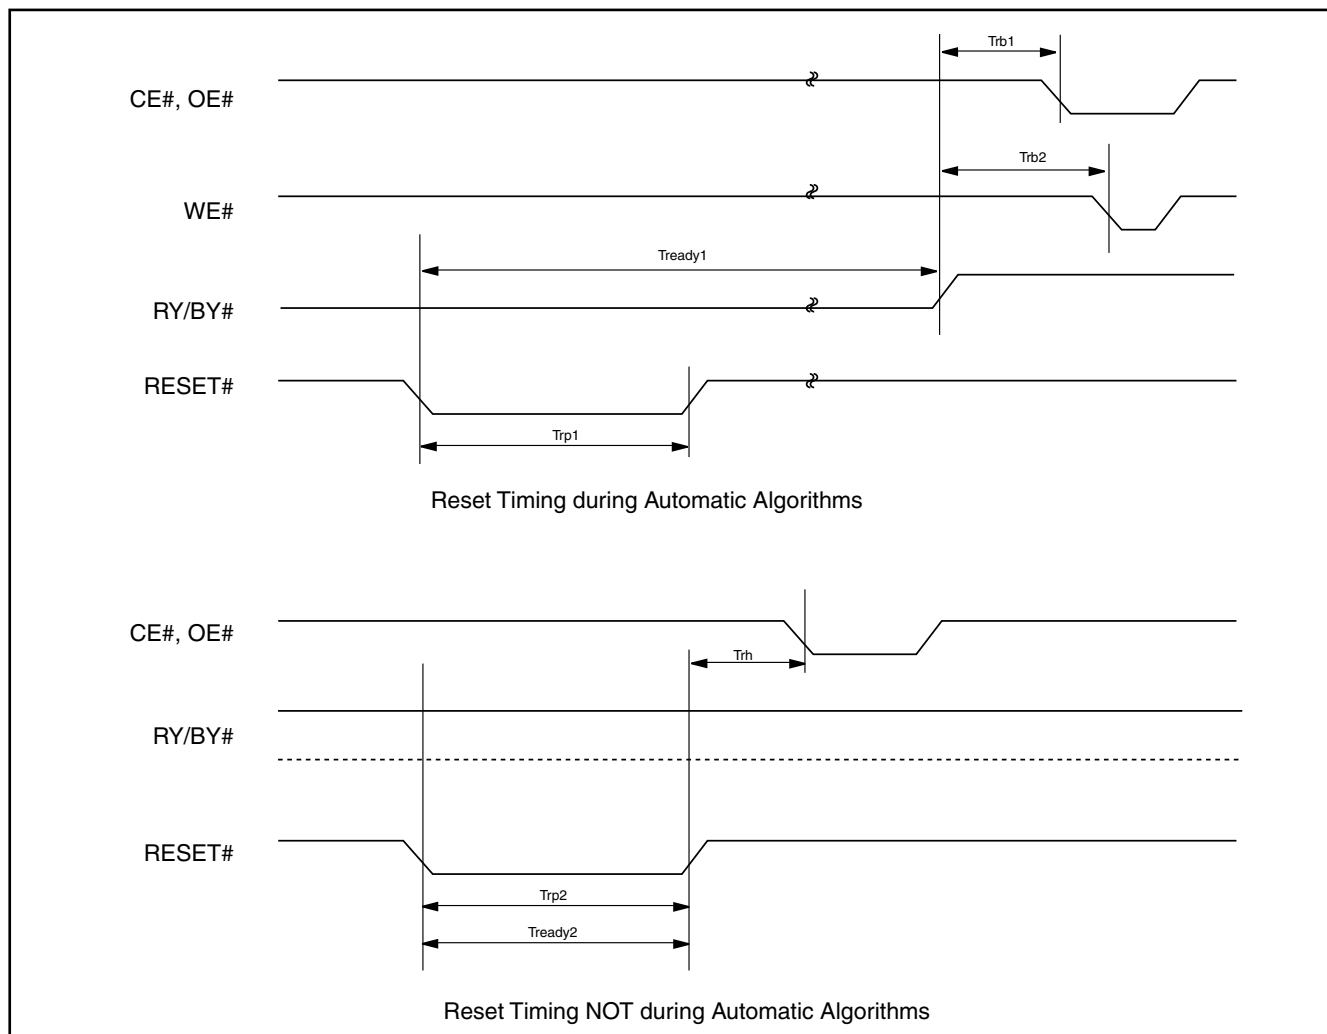 Trb1
CE#, OE#
Trb2
WE#
Tready1
RY/BY#
RESET#
Trp1
Reset Timing during Automatic Algorithms
CE#, OE#
Trh
RY/BY#
RESET#
Trp2
Tready2
Reset Timing NOT during Automatic Algorithms